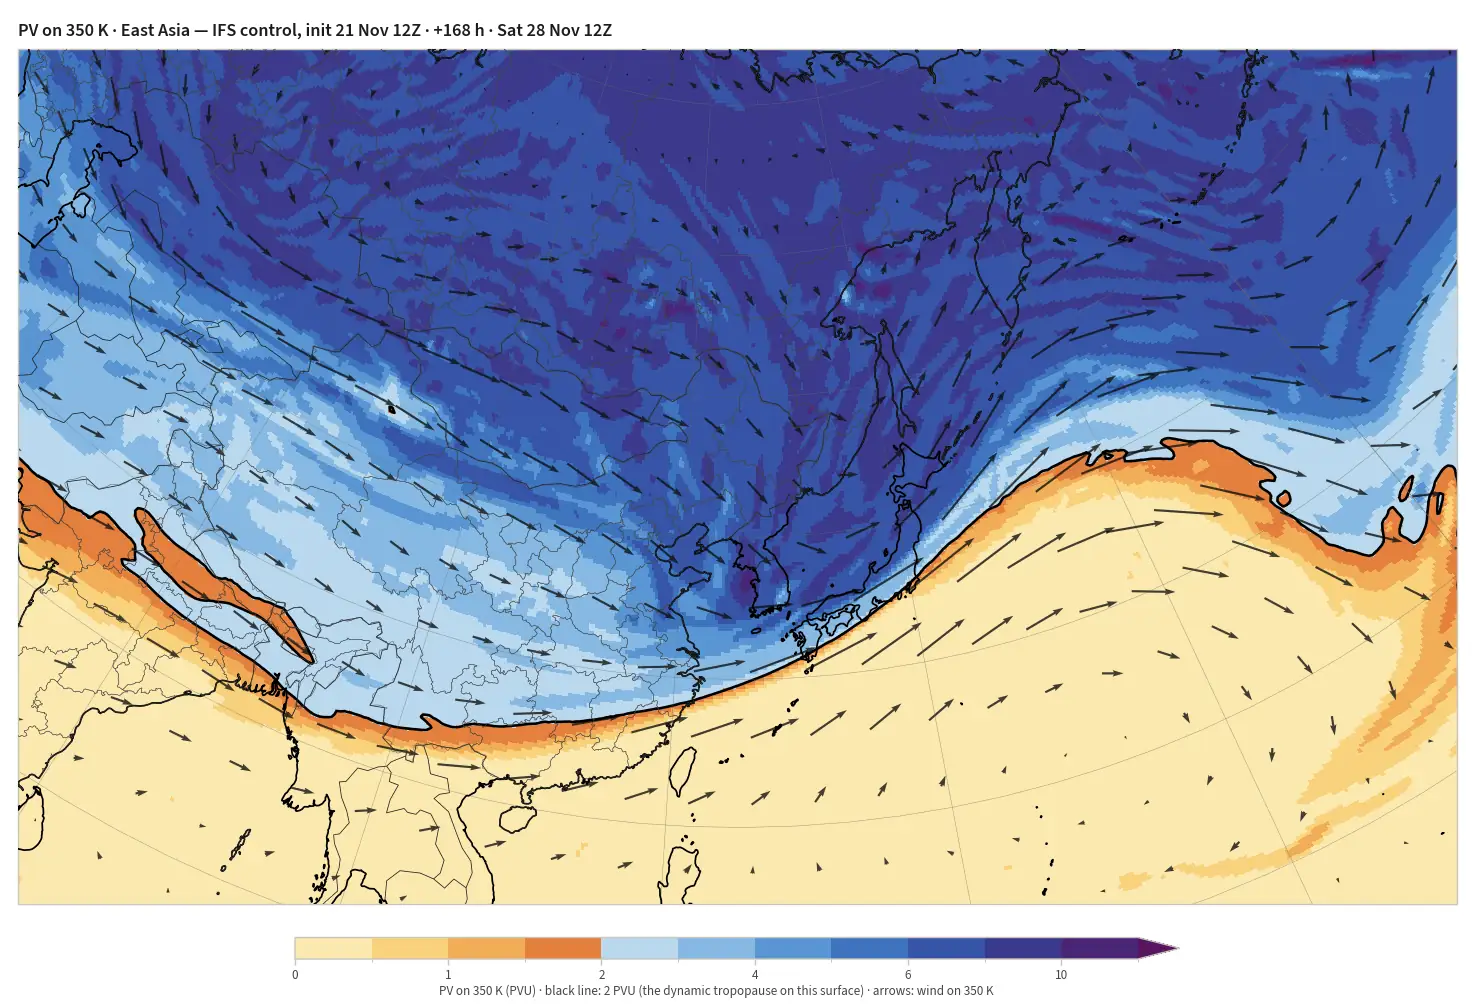 PV on 350 K · East Asia — IFS control, init 21 Nov 12Z · +168 h · Sat 28 Nov 12Z
0 1 2 4 6 10
PV on 350 K (PVU) · black line: 2 PVU (the dynamic tropopause on this surface) · arrows: wind on 350 K